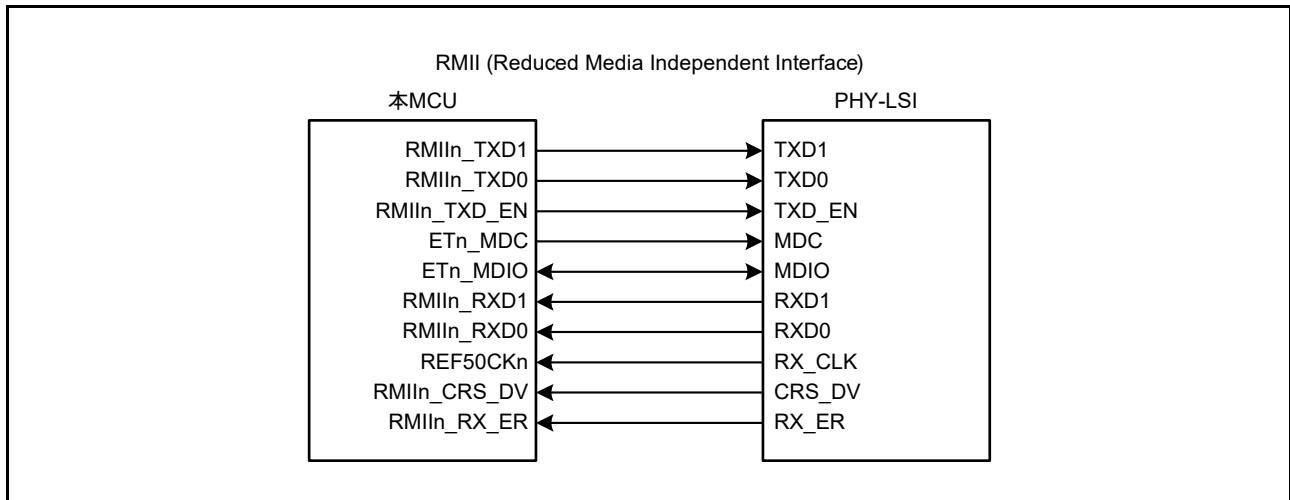 RMII (Reduced Media Independent Interface)
本MCU PHY-LSI
RMIIn_TXD1 TXD1
RMIIn_TXD0 TXD0
RMIIn_TXD_EN TXD_EN
ETn_MDC MDC
ETn_MDIO MDIO
RMIIn_RXD1 RXD1
RMIIn_RXD0 RXD0
REF50CKn RX_CLK
RMIIn_CRS_DV CRS_DV
RMIIn_RX_ER RX_ER